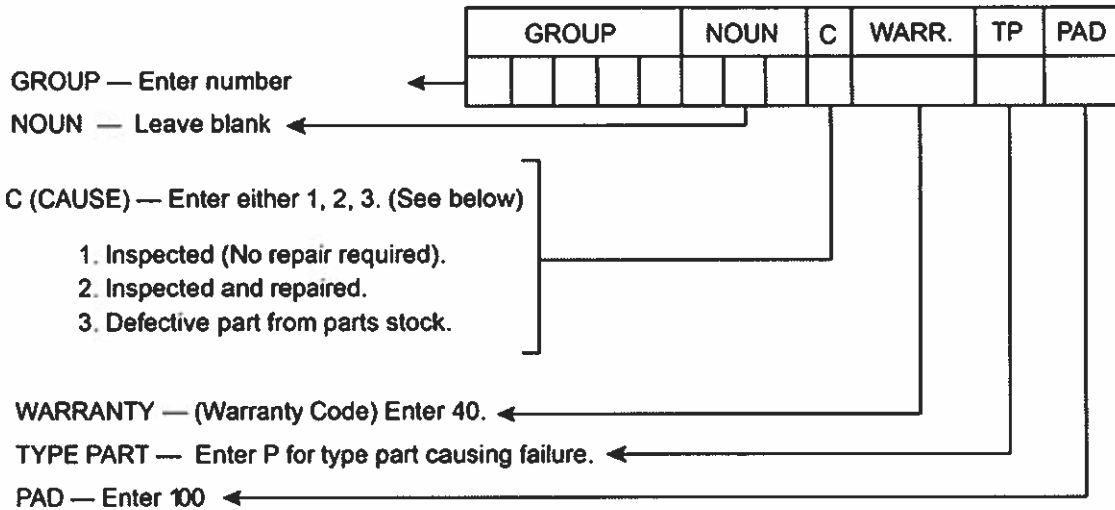 GROUP NOUN C WARR. TP PAD
GROUP — Enter number
NOUN — Leave blank
C (CAUSE) — Enter either 1, 2, 3. (See below)
1. Inspected (No repair required).
2. Inspected and repaired.
3. Defective part from parts stock.
WARRANTY — (Warranty Code) Enter 40.
TYPE PART — Enter P for type part causing failure.
PAD — Enter 100